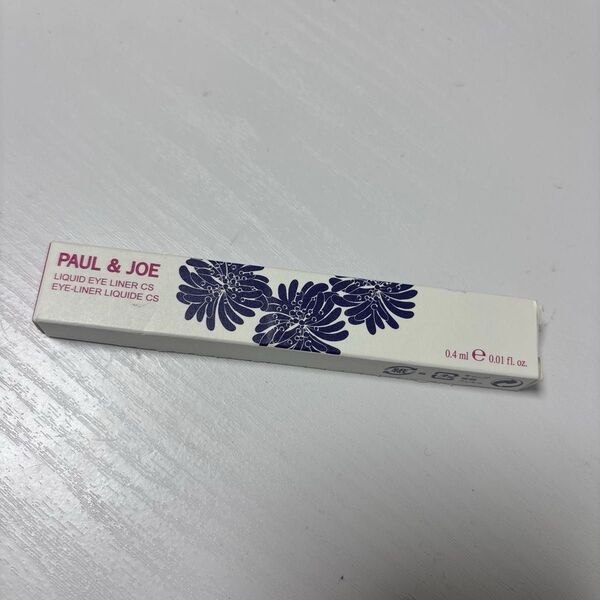 PAUL & JOE
LIQUID EYE LINER CS
EYE-LINER LIQUIDE CS
0.4 ml ℮ 0.01 fl. oz.